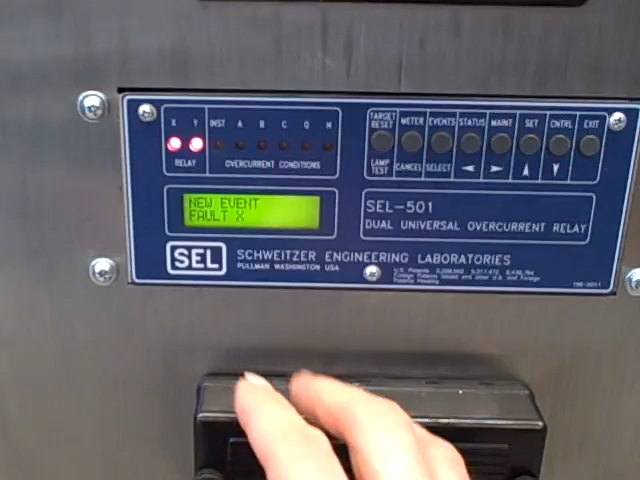 X Y INST A B C Q N
RELAY OVERCURRENT CONDITIONS
TARGET RESET METER EVENTS STATUS MAINT SET CNTRL EXIT
LAMP TEST CANCEL SELECT
NEW EVENT
FAULT X
SEL-501
DUAL UNIVERSAL OVERCURRENT RELAY
SEL SCHWEITZER ENGINEERING LABORATORIES
PULLMAN WASHINGTON USA